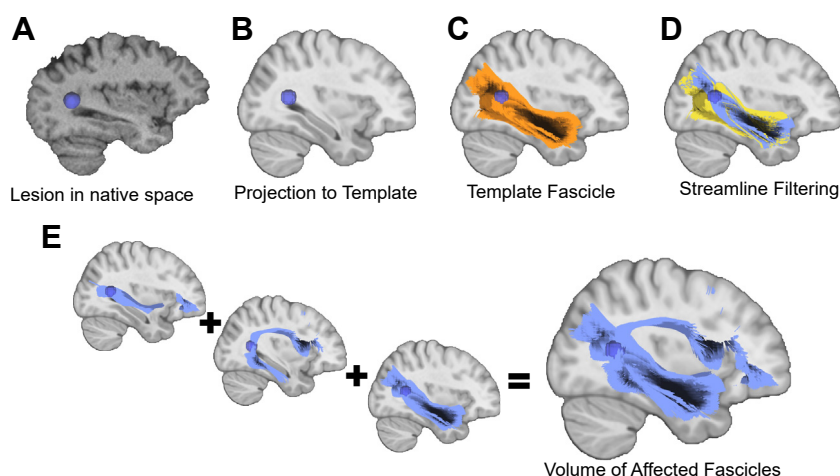 A
B
C
D
Lesion in native space
Projection to Template
Template Fascicle
Streamline Filtering
E
+
+
=
Volume of Affected Fascicles